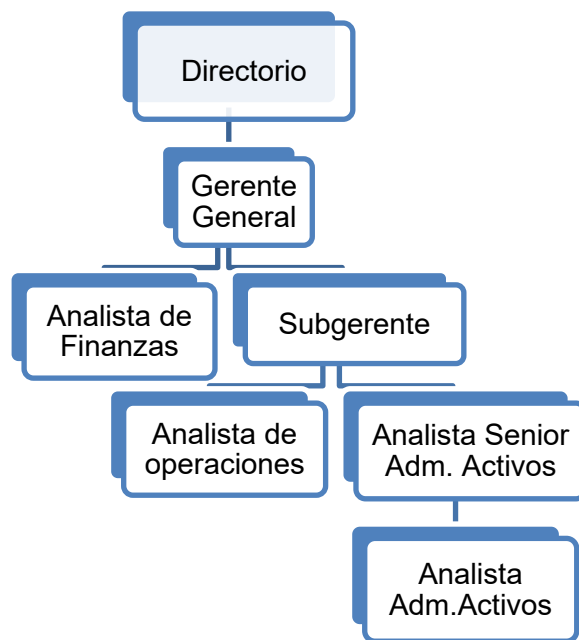 Directorio
Gerente
General
Analista de
Finanzas
Subgerente
Analista de
operaciones
Analista Senior
Adm. Activos
Analista
Adm.Activos